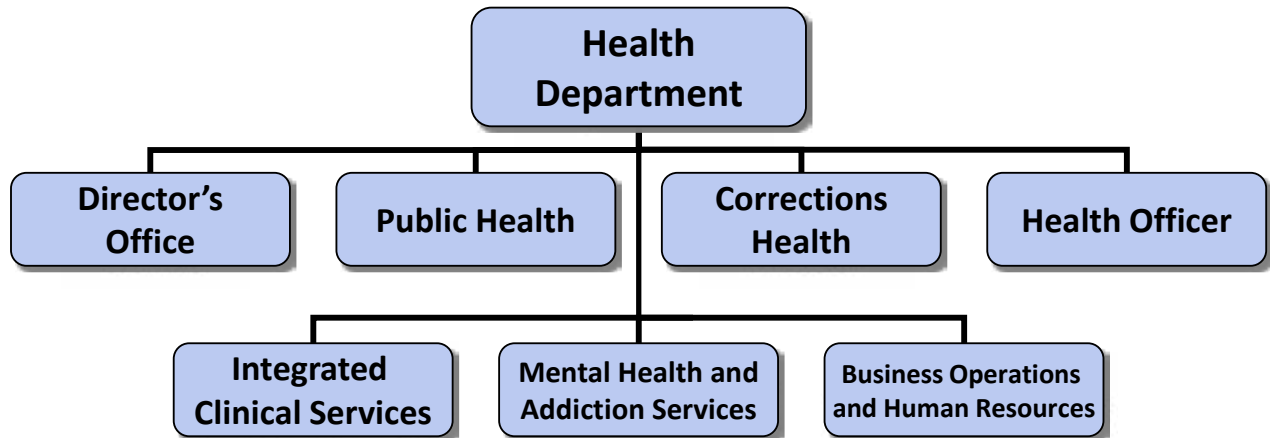 Health
Department
Director’s
Office
Public Health
Corrections
Health
Health Officer
Integrated
Clinical Services
Mental Health and
Addiction Services
Business Operations
and Human Resources